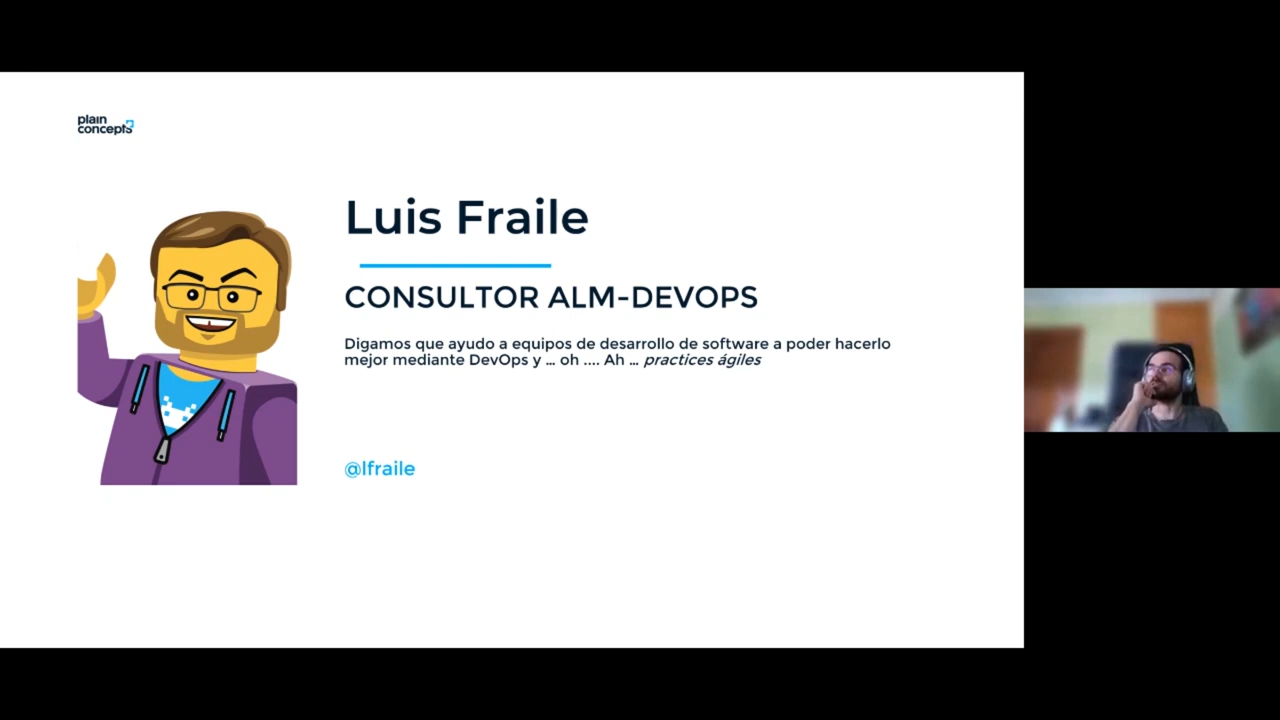 plain
concepts
Luis Fraile
CONSULTOR ALM-DEVOPS
Digamos que ayudo a equipos de desarrollo de software a poder hacerlo
mejor mediante DevOps y ... oh .... Ah ... practices ágiles
@lfraile